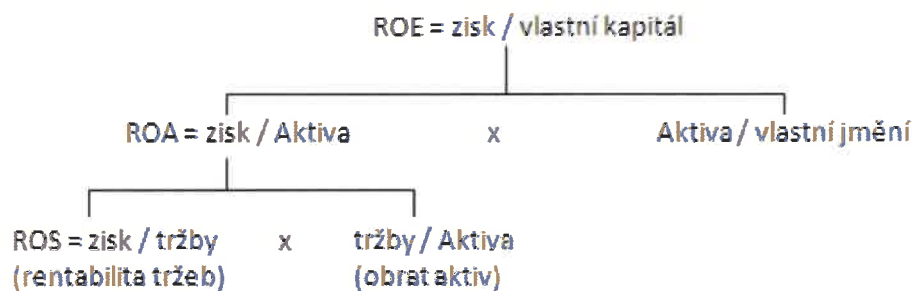 ROE = zisk / vlastní kapitál
ROA = zisk / Aktiva x Aktiva / vlastní jmění
ROS = zisk / tržby x tržby / Aktiva
(rentabilita tržeb) (obrat aktiv)